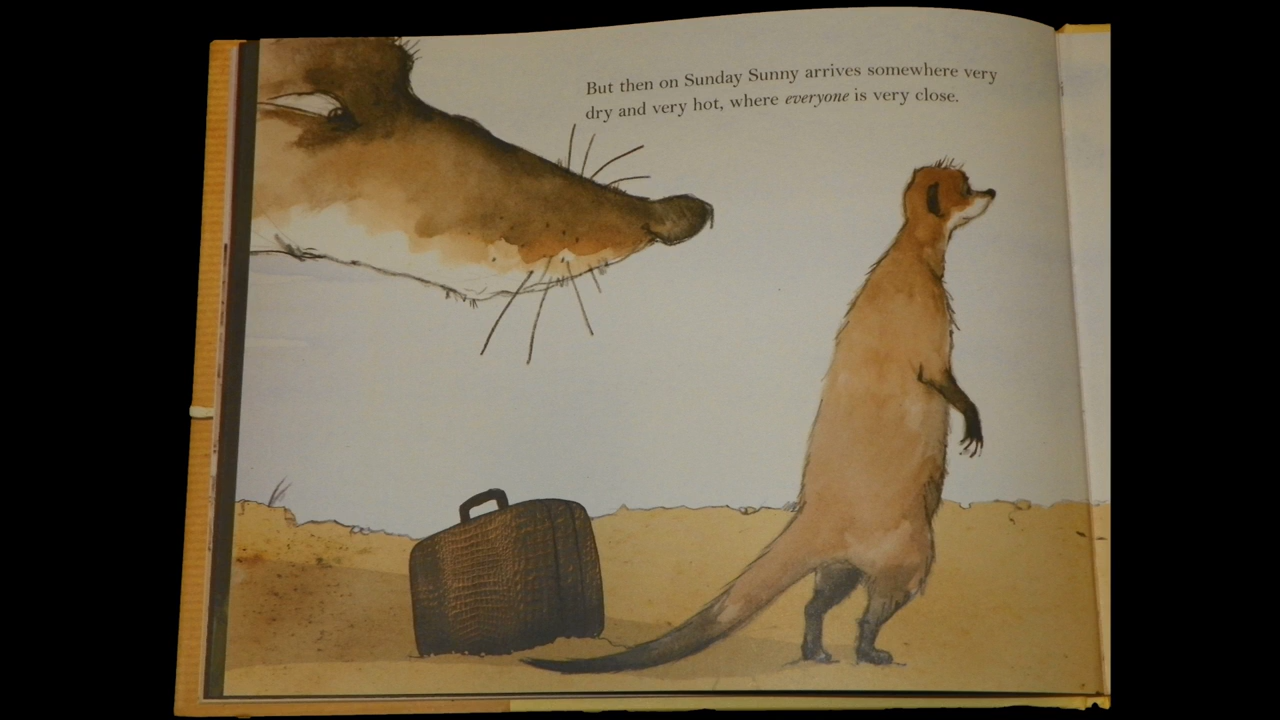 But then on Sunday Sunny arrives somewhere very
dry and very hot, where everyone is very close.